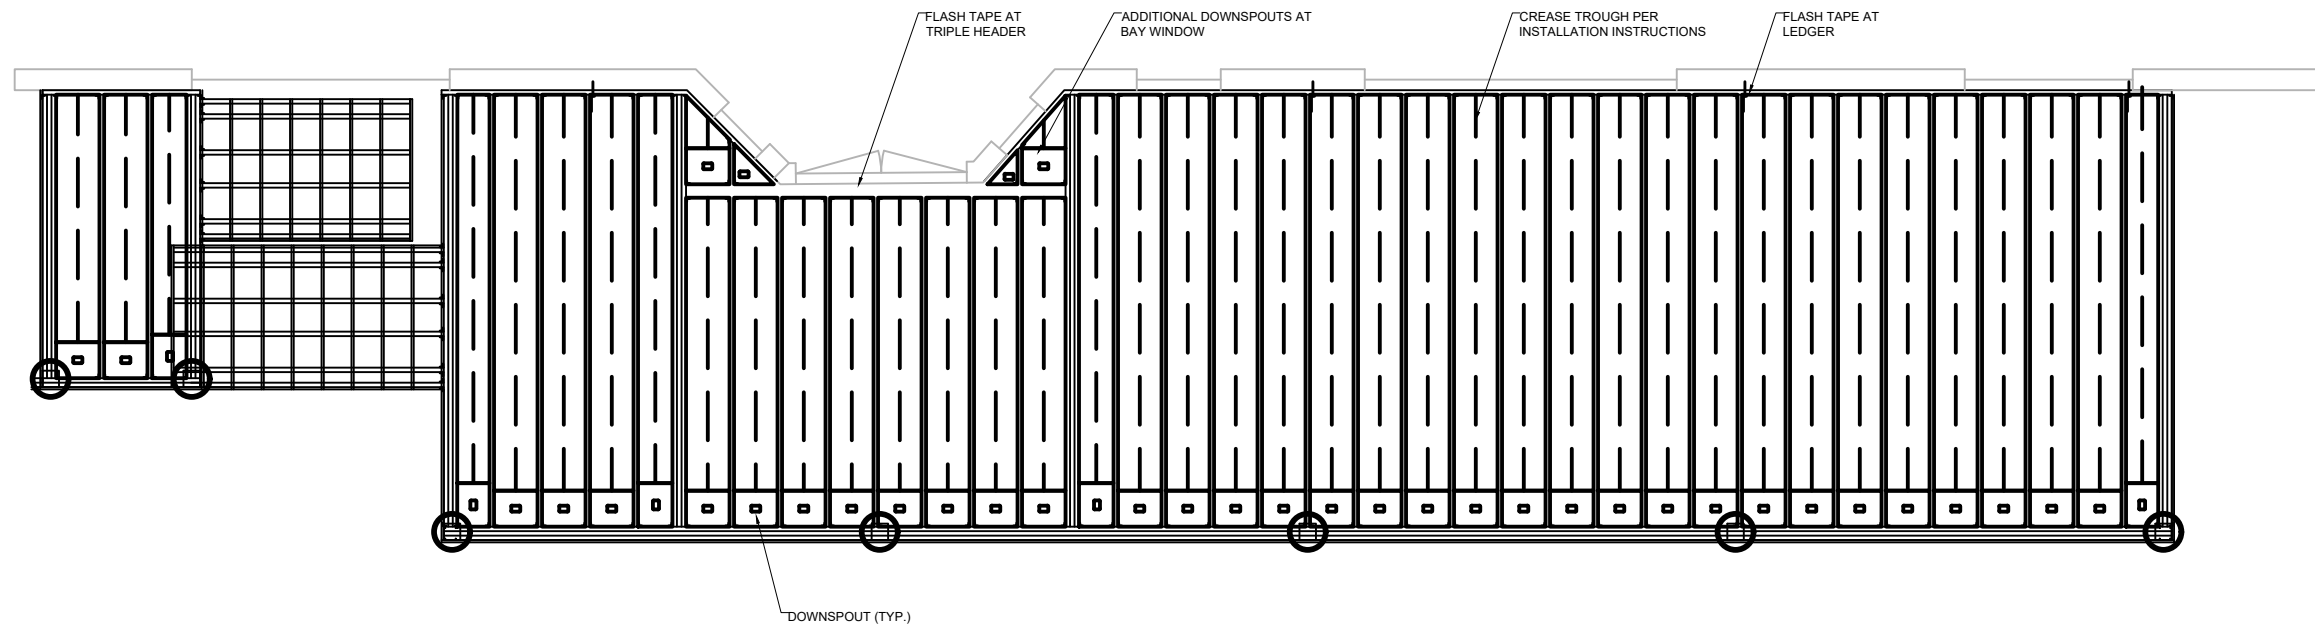 FLASH TAPE AT
TRIPLE HEADER
ADDITIONAL DOWNSPOUTS AT
BAY WINDOW
CREASE TROUGH PER
INSTALLATION INSTRUCTIONS
FLASH TAPE AT
LEDGER
DOWNSPOUT (TYP.)